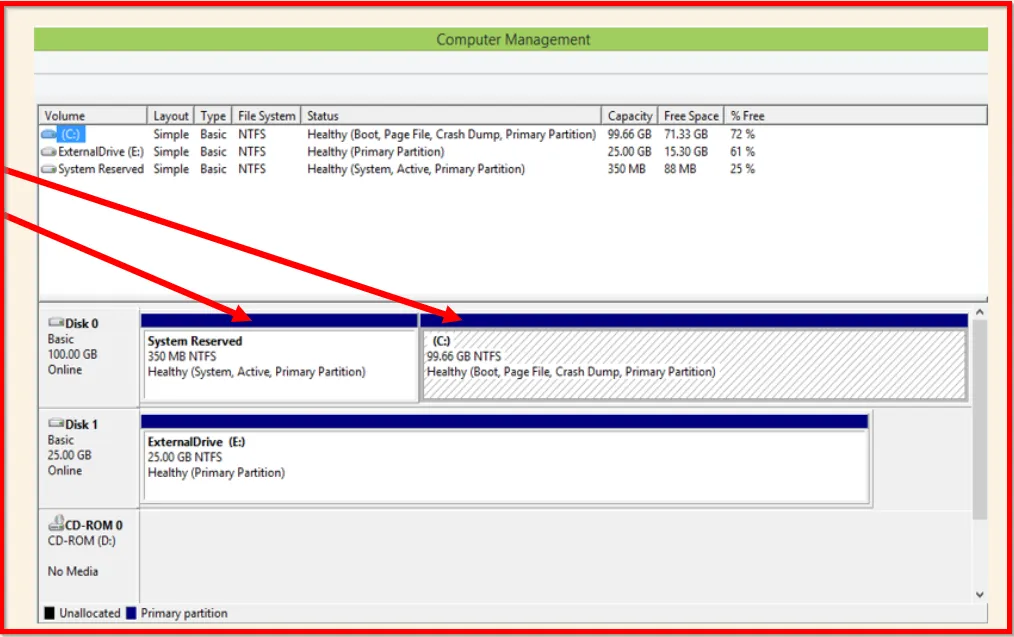 Computer Management
Volume Layout Type File System Status Capacity Free Space % Free
(C:) Simple Basic NTFS Healthy (Boot, Page File, Crash Dump, Primary Partition) 99.66 GB 71.33 GB 72 %
ExternalDrive (E:) Simple Basic NTFS Healthy (Primary Partition) 25.00 GB 15.30 GB 61 %
System Reserved Simple Basic NTFS Healthy (System, Active, Primary Partition) 350 MB 88 MB 25 %
Disk 0
Basic
100.00 GB
Online
System Reserved
350 MB NTFS
Healthy (System, Active, Primary Partition)
(C:)
99.66 GB NTFS
Healthy (Boot, Page File, Crash Dump, Primary Partition)
Disk 1
Basic
25.00 GB
Online
ExternalDrive (E:)
25.00 GB NTFS
Healthy (Primary Partition)
CD-ROM 0
CD-ROM (D:)
No Media
Unallocated Primary partition